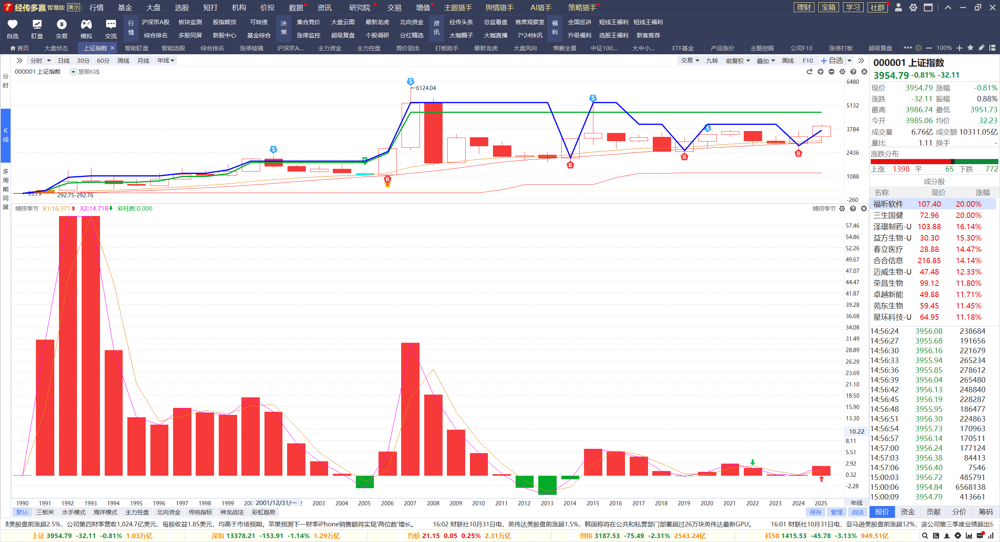 经传多赢 智尊版 演示 行情 基金 大盘 选股 短打 机构 价投 数据 资讯 研究院 交易 增值 主题猎手 舆情猎手 AI猎手 策略猎手 理财 宝箱 学习 社群
自选 盯盘 交易 模拟 交流
行情 沪深京A股 板块监测 股指期货 可转债 决策 集合竞价 大盘云图 最新龙虎 北向资金 资讯 经传头条 总监看盘 首席观察室 福利 全国巡讲 短线王福利 短线王福利
综合排名 多股同屏 新股中心 基金综合 涨停监控 超级复盘 个股调研 分红精选 大咖圈子 大咖直播 7*24快讯 升级福利 选股王福利 新客推荐
首页 大盘状态 上证指数 智能盯盘 智能选股 综合排名 涨停棱镜 沪深京A... 主力资金 主力控盘 竞价狙击 打板助手 最新龙虎 大盘风向 策略全景 中证100... 大中小... ETF基金 产品涨价 主题挖掘 公司F10 涨停打板 超级复盘 100%
分时 日线 30分 60分 周线 月线 年线 交易 九转 前复权 叠加 画线 F10 自选
分时
K线
多周期同屏
000001 上证指数 慧眼K线
6480
5132
3784
2436
1088
-260
6124.04
95.79
292.75-292.76
S
S
S
S
B
B
B
B
B
捕捞季节 X1:16.371 X2:14.718 彩柱数:0.000 捕捞季节
57.46
54.86
52.26
49.67
47.07
44.47
41.87
39.28
36.68
34.08
31.49
28.89
26.29
23.69
21.10
18.50
15.90
13.30
10.22
8.11
5.51
2.92
0.32
-2.28
1990 1991 1992 1993 1994 1995 1996 1997 1998 1999 2001/12/31/一 2003 2004 2005 2006 2007 2008 2009 2010 2011 2012 2013 2014 2015 2016 2017 2018 2019 2020 2021 2022 2023 2024 2025 年线
默认 三板斧 水手模式 海洋模式 主力控盘 北向资金 传统指标 神龙战法 彩虹趋势 保存 管理 战法
000001 上证指数
3954.79 -0.81% -32.11
现价 3954.79 涨幅 -0.81%
涨跌 -32.11 振幅 0.88%
最高 3986.74 最低 3951.73
今开 3985.06 均价 32.23
成交量 6.76亿 成交额 10311.05亿
量比 1.11 换手 -
涨跌分布
上涨 1398 平 65 下跌 772
成分股
名称 现价 涨幅
福昕软件 107.40 20.00%
三生国健 72.96 20.00%
泽璟制药-U 103.88 16.14%
益方生物-U 30.30 15.30%
春立医疗 28.88 14.47%
合合信息 216.85 14.14%
迈威生物-U 47.48 12.33%
荣昌生物 99.12 11.80%
卓越新能 49.88 11.71%
苑东生物 59.45 11.45%
星环科技-U 64.95 11.18%
14:56:24 3956.08 238684
14:56:27 3955.68 191656
14:56:30 3956.16 221679
14:56:33 3955.94 265234
14:56:36 3955.85 278612
14:56:39 3956.04 265480
14:56:42 3956.13 248840
14:56:45 3956.19 228287
14:56:48 3955.95 186477
14:56:51 3956.30 224863
14:56:54 3955.73 170963
14:56:57 3956.14 170511
14:57:00 3956.24 177124
14:57:03 3956.38 84413
14:57:06 3956.40 7546
15:00:03 3956.72 485791
15:00:06 3954.84 6568138
15:00:09 3954.79 413661
报价 资金 贡献 分价 筹码
美股盘前涨超2.5%，公司第四财季营收1,024.7亿美元，每股收益1.85美元，均高于市场预期。苹果预测下一财季iPhone销售额将实现'两位数'增长。 16:02 财联社10月31日电，英伟达美股盘前涨超1.5%，韩国称将在公共和私营部门部署超过26万块英伟达最新GPU。 16:01 财联社10月31日电，亚马逊美股盘前涨超12%，该公司第三季度业绩超出
上证 3954.79 -32.11 -0.81% 1.03万亿 深指 13378.21 -153.91 -1.14% 1.29万亿 均价 21.15 0.05 0.25% 2.31万亿 创指 3187.53 -75.49 -2.31% 2543.24亿 科50 1415.53 -45.78 -3.13% 949.51亿